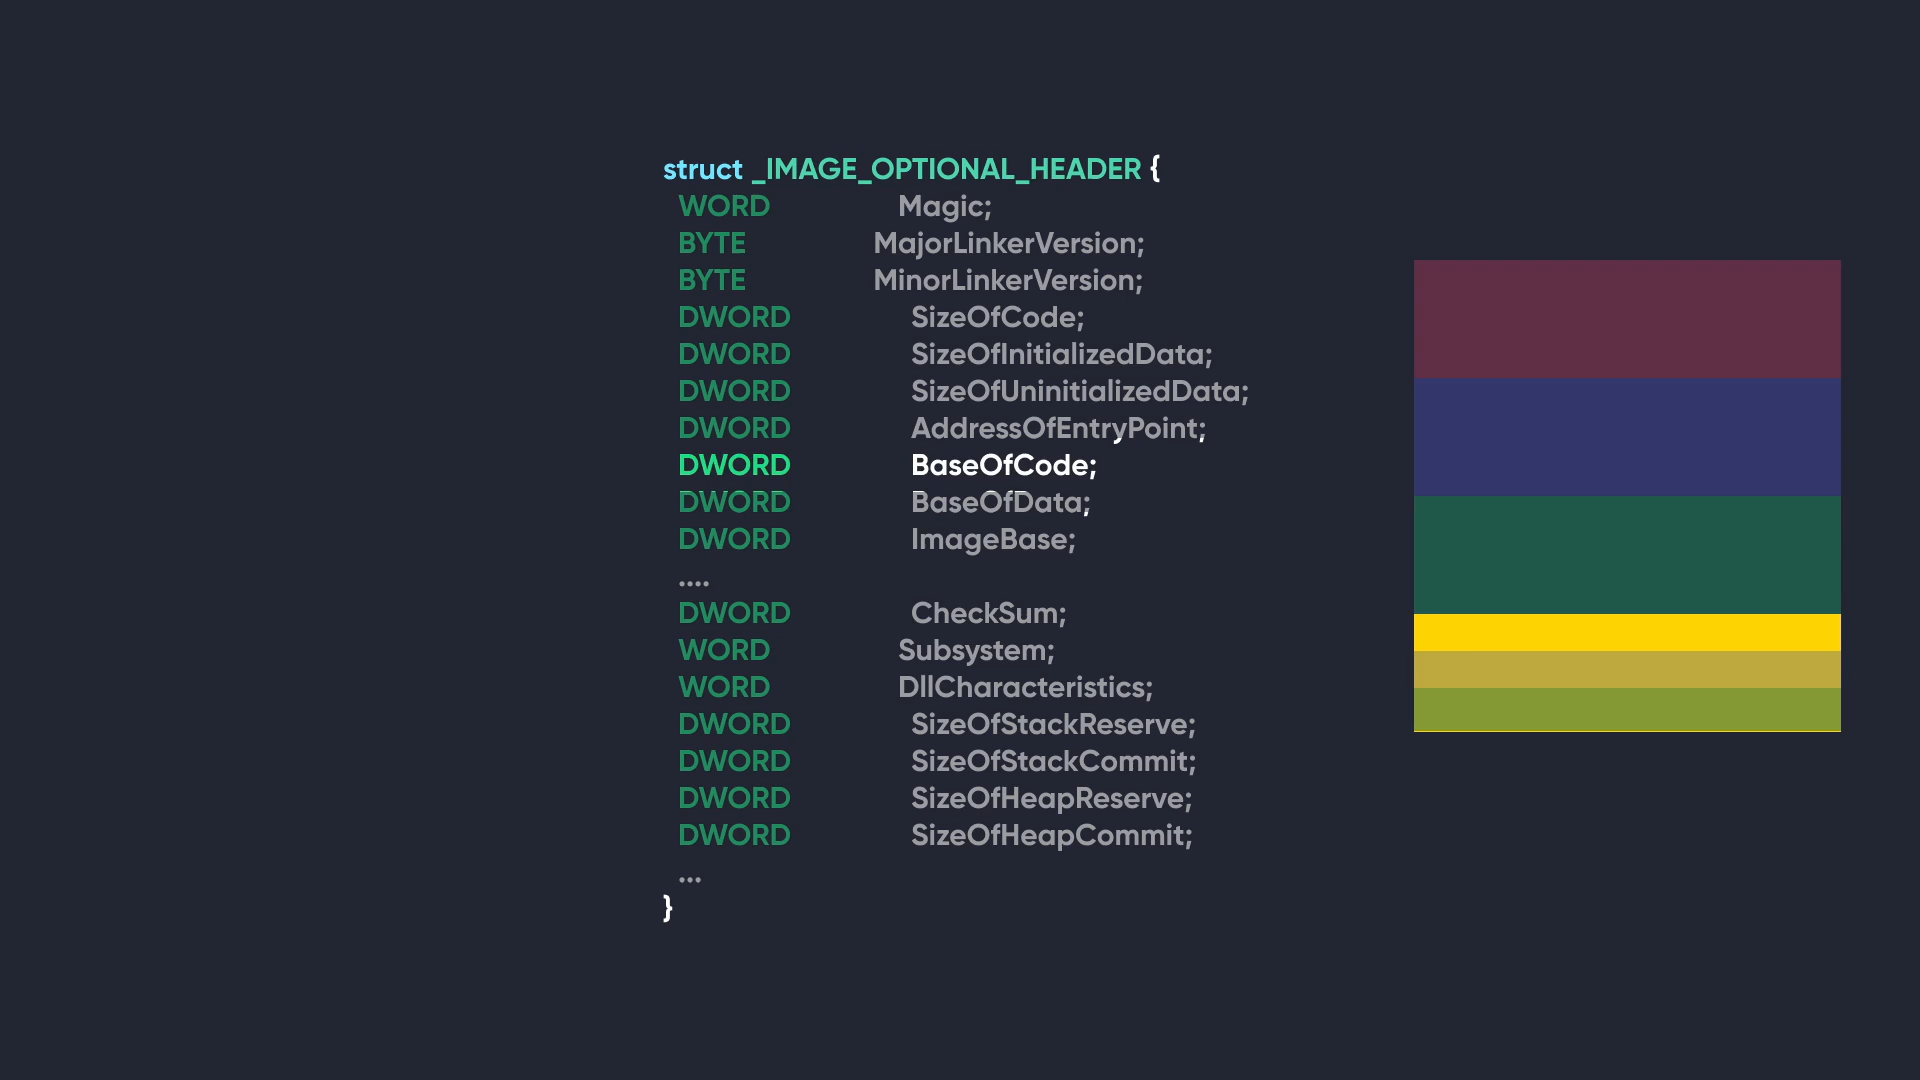 struct _IMAGE_OPTIONAL_HEADER {
WORD Magic;
BYTE MajorLinkerVersion;
BYTE MinorLinkerVersion;
DWORD SizeOfCode;
DWORD SizeOfInitializedData;
DWORD SizeOfUninitializedData;
DWORD AddressOfEntryPoint;
DWORD BaseOfCode;
DWORD BaseOfData;
DWORD ImageBase;
....
DWORD CheckSum;
WORD Subsystem;
WORD DllCharacteristics;
DWORD SizeOfStackReserve;
DWORD SizeOfStackCommit;
DWORD SizeOfHeapReserve;
DWORD SizeOfHeapCommit;
...
}